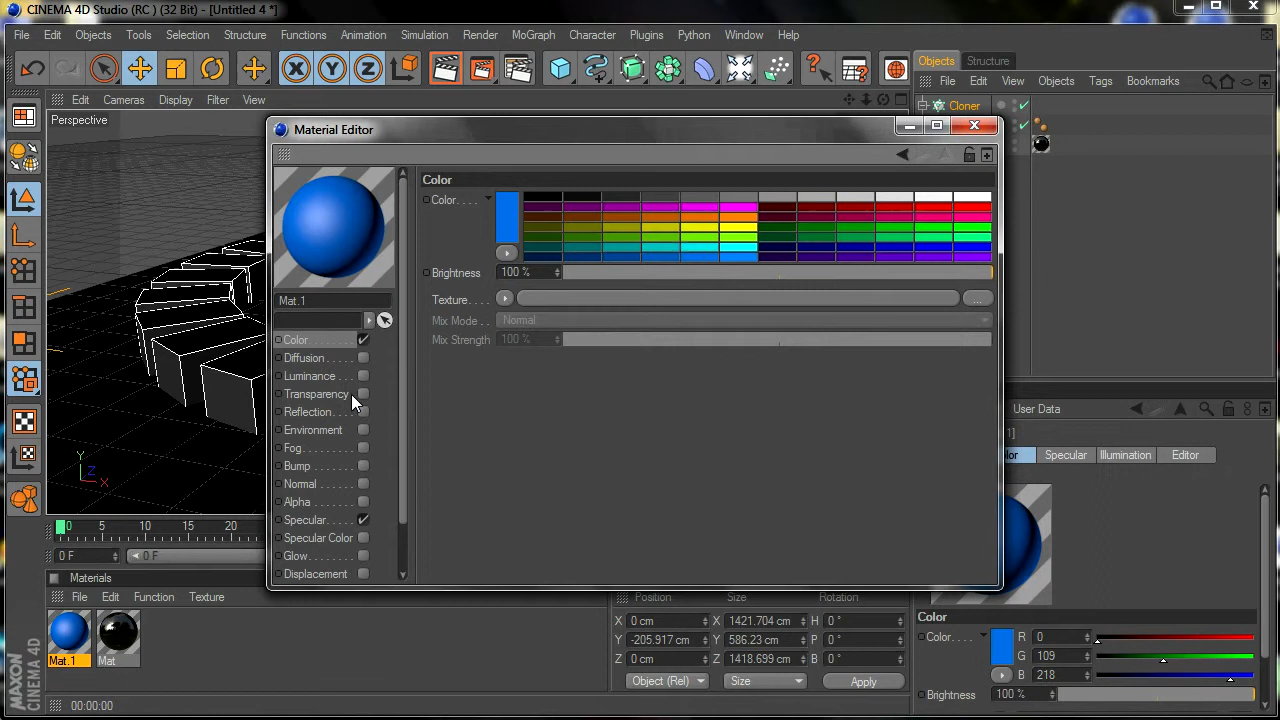 CINEMA 4D Studio (RC ) (32 Bit) - [Untitled 4 *]
File Edit Objects Tools Selection Structure Functions Animation Simulation Render MoGraph Character Plugins Python Window Help
Objects Structure
File Edit View Objects Tags Bookmarks
Edit Cameras Display Filter View
Cloner
Perspective
Material Editor
Color
Color. . . .
Brightness 100 %
Texture. . . .
Mix Mode . . Normal
Mix Strength 100 %
Mat.1
Color. . . . . . . .
Diffusion . . . . .
Luminance . . .
Transparency
Reflection. . . .
Environment
Fog. . . . . . . . .
Bump . . . . . . .
Normal . . . . . .
Alpha . . . . . . .
Specular. . . . .
Specular Color
Glow. . . . . . . .
Displacement
User Data
Specular Illumination Editor
Y Z X
0 5 10 15 20
0 F 0 F
Materials
File Edit Function Texture
Mat.1 Mat
Position Size Rotation
X 0 cm X 1421.704 cm H 0 °
Y -205.917 cm Y 586.23 cm P 0 °
Z 0 cm Z 1418.699 cm B 0 °
Object (Rel) Size Apply
Color
Color. . . . R 0
G 109
B 218
Brightness 100 %
MAXON
CINEMA 4D
00:00:00